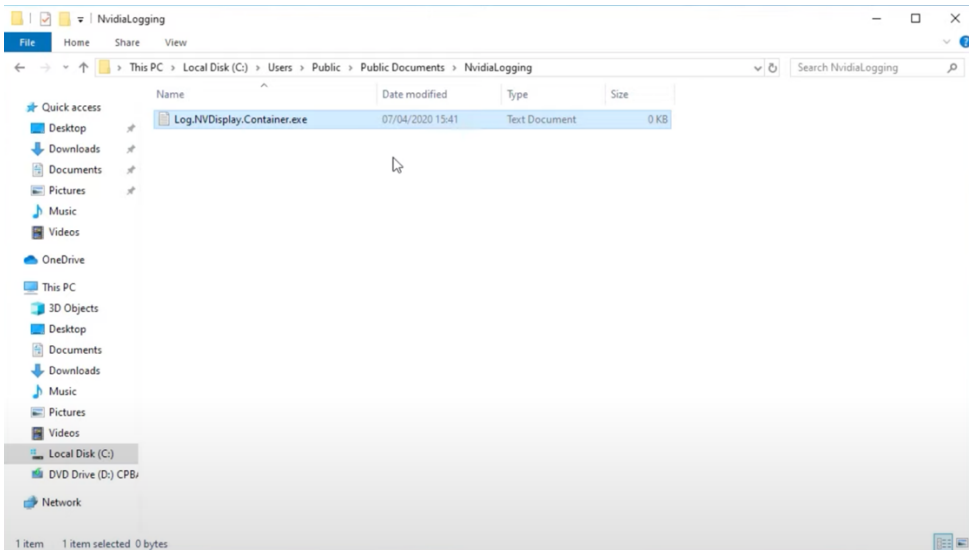 NvidiaLogging
File Home Share View
This PC > Local Disk (C:) > Users > Public > Public Documents > NvidiaLogging
Search NvidiaLogging
Name Date modified Type Size
Log.NVDisplay.Container.exe 07/04/2020 15:41 Text Document 0 KB
Quick access
Desktop
Downloads
Documents
Pictures
Music
Videos
OneDrive
This PC
3D Objects
Desktop
Documents
Downloads
Music
Pictures
Videos
Local Disk (C:)
DVD Drive (D:) CPBA
Network
1 item 1 item selected 0 bytes